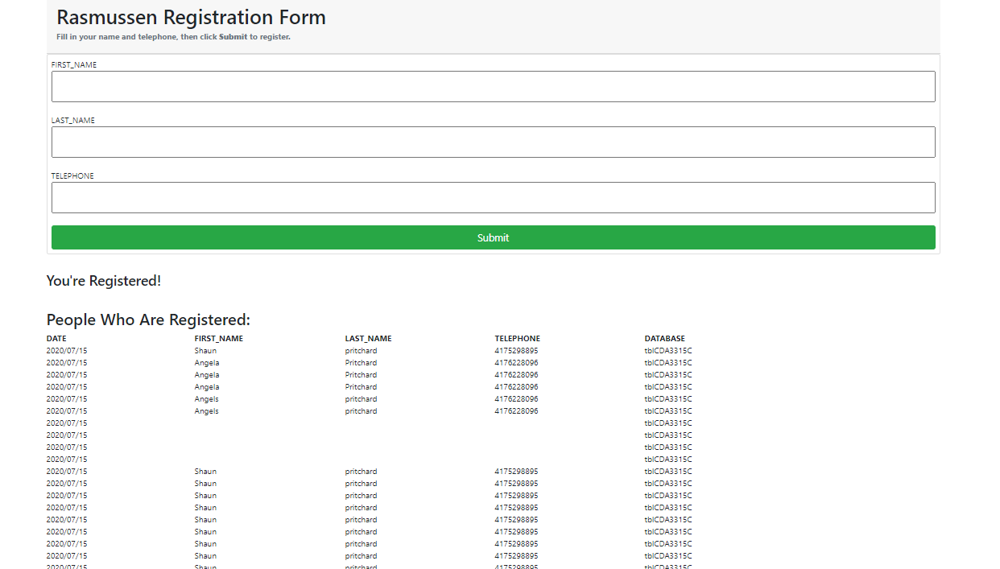 Rasmussen Registration Form
Fill in your name and telephone, then click Submit to register.
FIRST_NAME
LAST_NAME
TELEPHONE
Submit
You're Registered!
People Who Are Registered:
DATE FIRST_NAME LAST_NAME TELEPHONE DATABASE
2020/07/15 Shaun pritchard 4175298895 tblCDA3315C
2020/07/15 Angela Pritchard 4176228096 tblCDA3315C
2020/07/15 Angela Pritchard 4176228096 tblCDA3315C
2020/07/15 Angela Pritchard 4176228096 tblCDA3315C
2020/07/15 Angels pritchard 4176228096 tblCDA3315C
2020/07/15 Angels pritchard 4176228096 tblCDA3315C
2020/07/15 tblCDA3315C
2020/07/15 tblCDA3315C
2020/07/15 tblCDA3315C
2020/07/15 tblCDA3315C
2020/07/15 Shaun pritchard 4175298895 tblCDA3315C
2020/07/15 Shaun pritchard 4175298895 tblCDA3315C
2020/07/15 Shaun pritchard 4175298895 tblCDA3315C
2020/07/15 Shaun pritchard 4175298895 tblCDA3315C
2020/07/15 Shaun pritchard 4175298895 tblCDA3315C
2020/07/15 Shaun pritchard 4175298895 tblCDA3315C
2020/07/15 Shaun pritchard 4175298895 tblCDA3315C
2020/07/15 Shaun pritchard 4175298895 tblCDA3315C
2020/07/15 Shaun pritchard 4175298895 tblCDA3315C